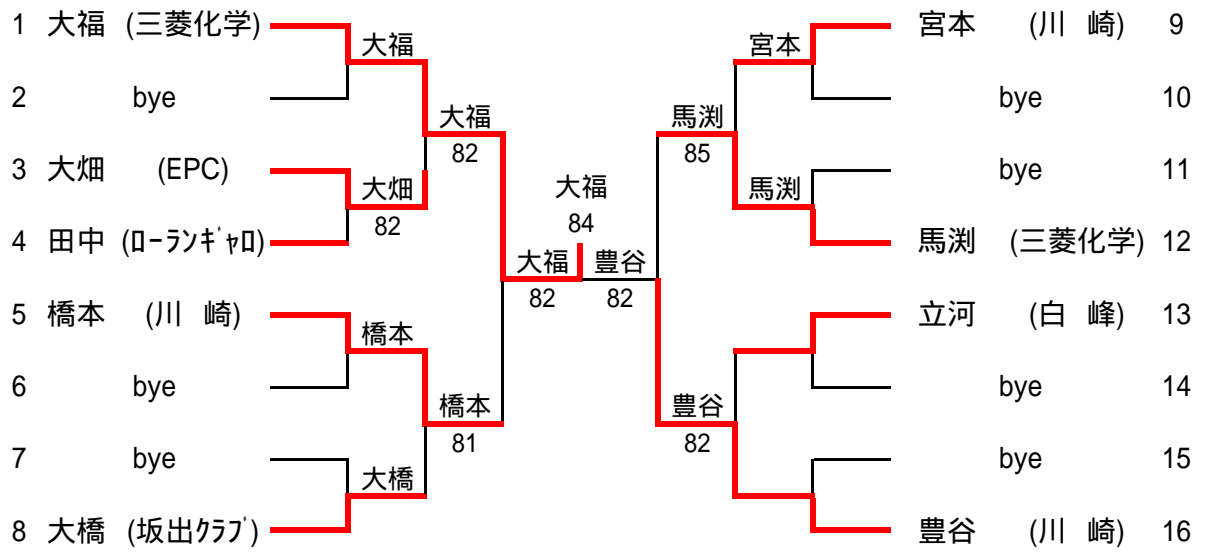 1 大福 (三菱化学)
2 bye
3 大畑 (EPC)
4 田中 (ﾛｰﾗﾝｷﾞｬﾛ)
5 橋本 (川 崎)
6 bye
7 bye
8 大橋 (坂出ｸﾗﾌﾞ)
大福
大畑
82
橋本
大橋
大福
82
橋本
81
大福
82
大福
84
豊谷
82
馬渕
85
豊谷
82
宮本
馬渕
宮本 (川 崎) 9
bye 10
bye 11
馬渕 (三菱化学) 12
立河 (白 峰) 13
bye 14
bye 15
豊谷 (川 崎) 16